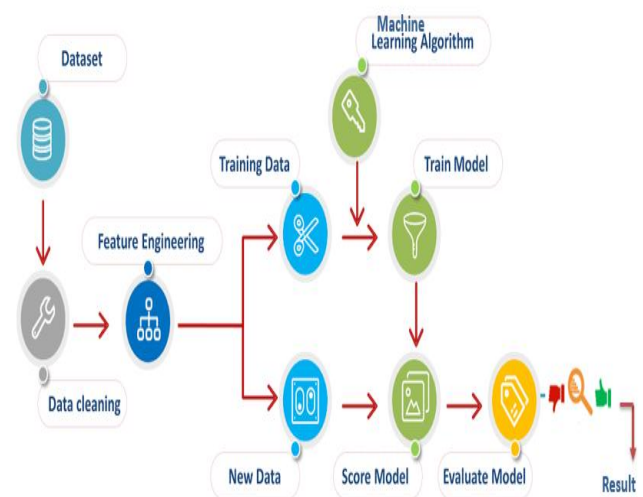 Machine
Learning Algorithm
Dataset
Training Data
Train Model
Feature Engineering
Data cleaning
New Data
Score Model
Evaluate Model
Result